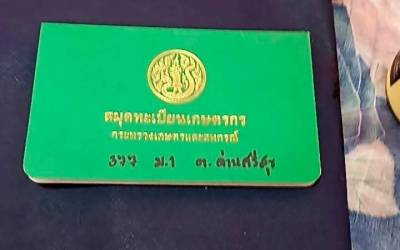 สมุดทะเบียนเกษตรกร
กระทรวงเกษตรและสหกรณ์
377 ม.1 ต.ด่านศรีสุข